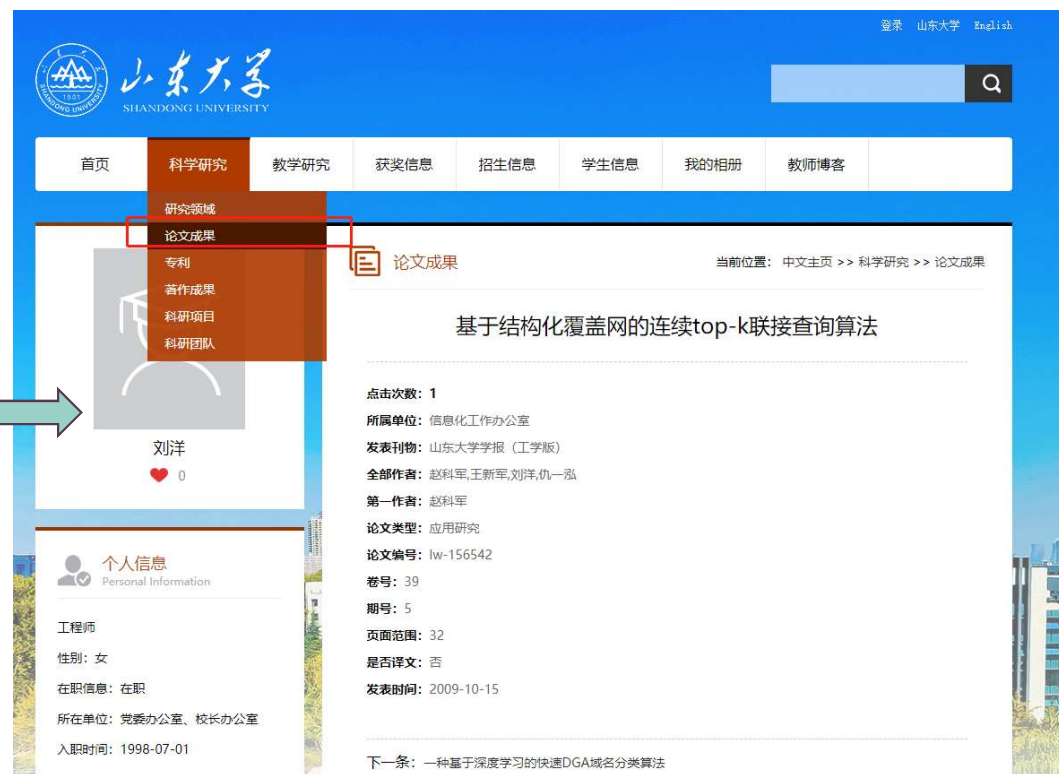 登录 山东大学 English
山东大学
SHANDONG UNIVERSITY
1901
SHANDONG UNIVERSITY
首页 科学研究 教学研究 获奖信息 招生信息 学生信息 我的相册 教师博客
研究领域
论文成果
专利
著作成果
科研项目
科研团队
刘洋
0
个人信息
Personal Information
工程师
性别：女
在职信息：在职
所在单位：党委办公室、校长办公室
入职时间：1998-07-01
论文成果
当前位置： 中文主页 >> 科学研究 >> 论文成果
基于结构化覆盖网的连续top-k联接查询算法
点击次数：1
所属单位：信息化工作办公室
发表刊物：山东大学学报（工学版）
全部作者：赵科军,王新军,刘洋,仇一泓
第一作者：赵科军
论文类型：应用研究
论文编号：lw-156542
卷号：39
期号：5
页面范围：32
是否译文：否
发表时间：2009-10-15
下一条：一种基于深度学习的快速DGA域名分类算法